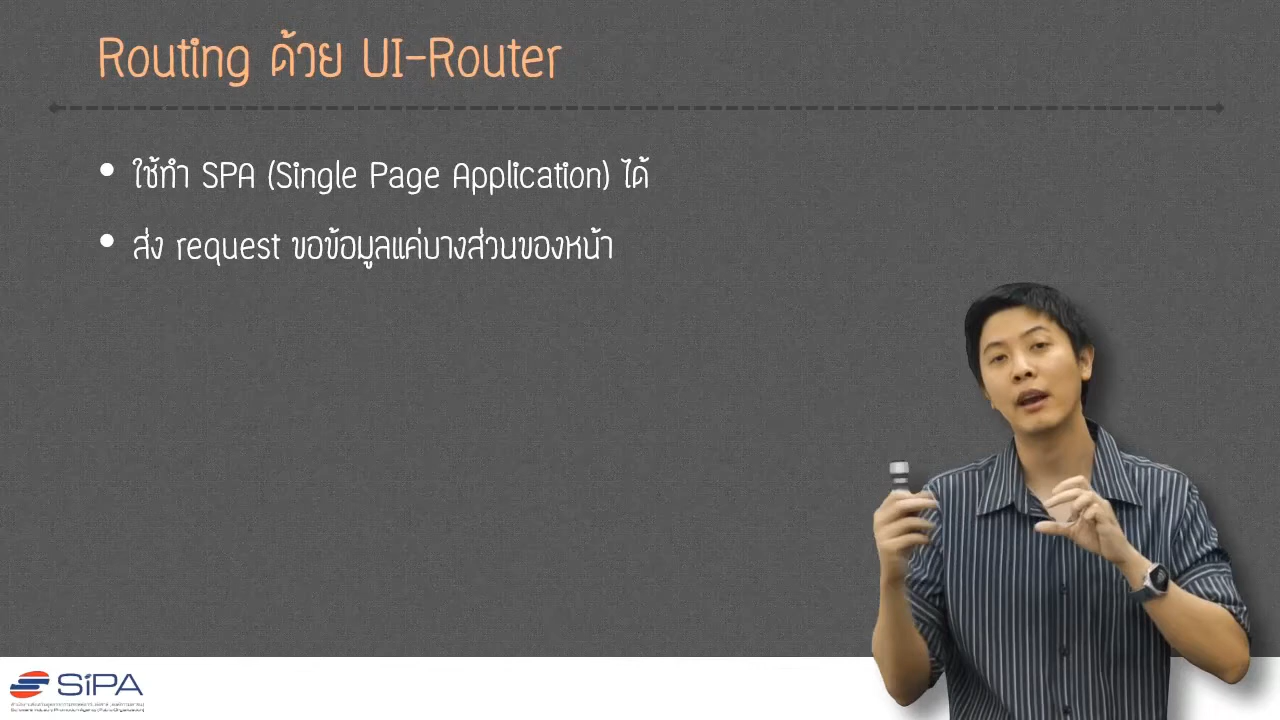 Routing ด้วย UI-Router
ใช้ทำ SPA (Single Page Application) ได้
ส่ง request ขอข้อมูลแค่บางส่วนของหน้า
SiPA